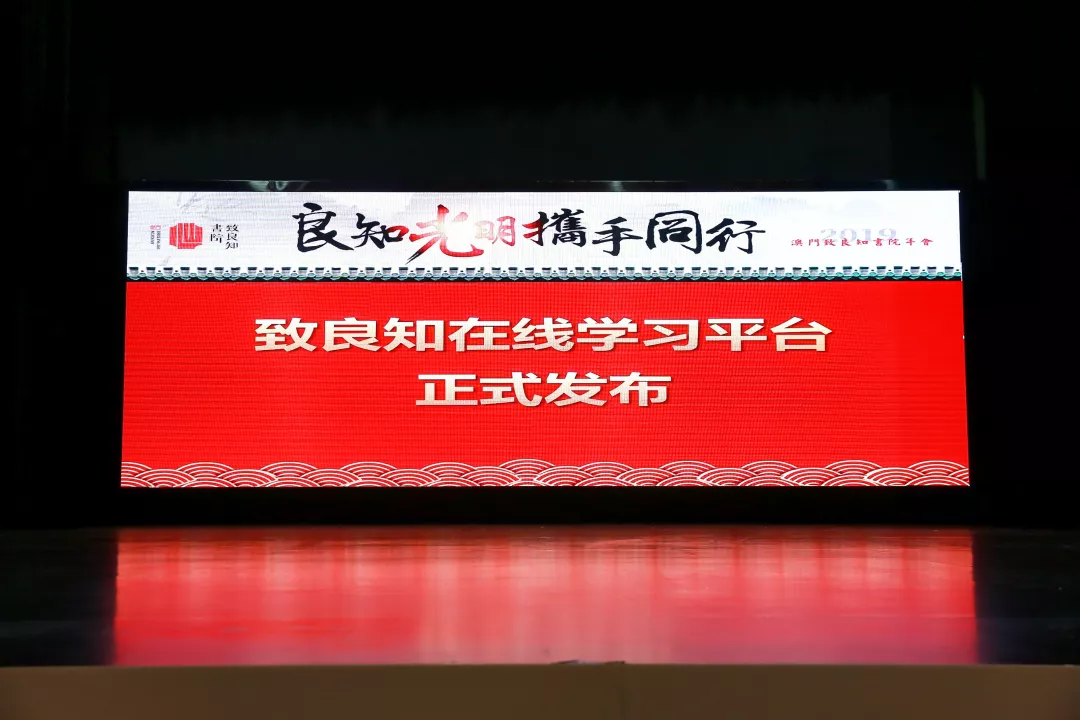 致良知
書院
良知光明攜手同行
2019
澳門致良知書院年會
致良知在线学习平台
正式发布